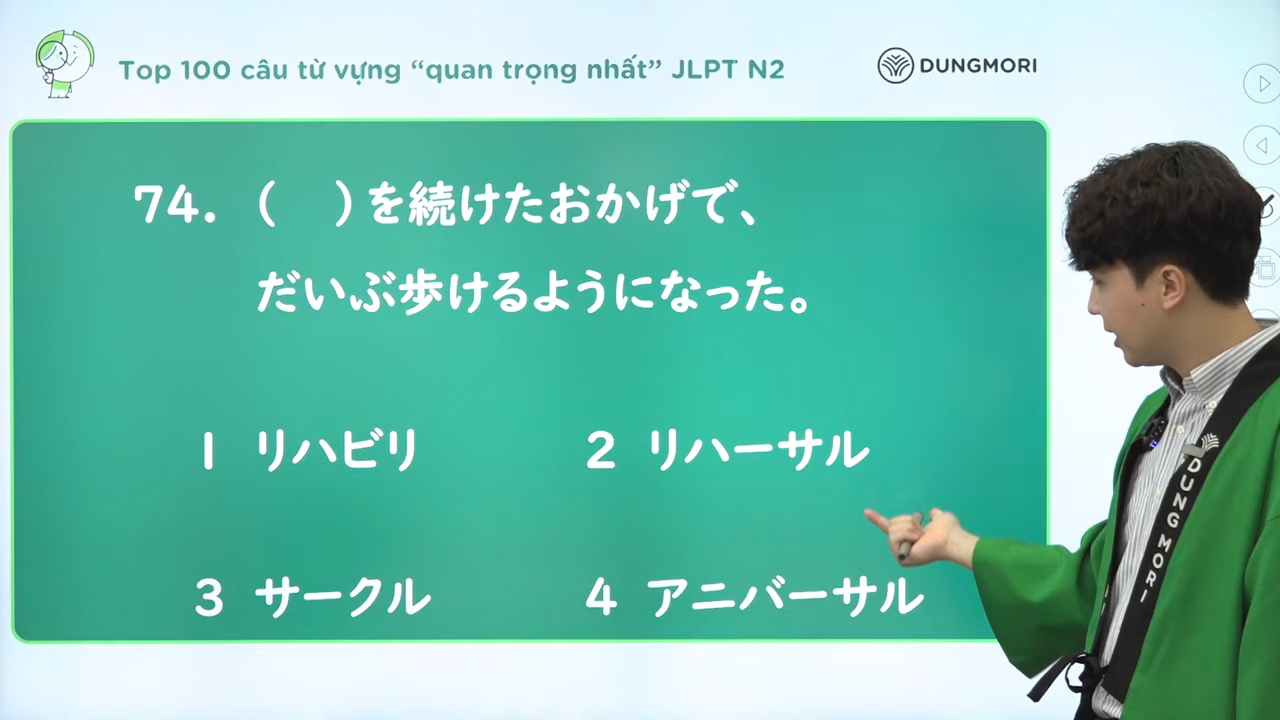 Top 100 câu từ vựng “quan trọng nhất” JLPT N2
DUNGMORI
74. (　)を続けたおかげで、
だいぶ歩けるようになった。
1 リハビリ
2 リハーサル
3 サークル
4 アニバーサル
DUNGMORI